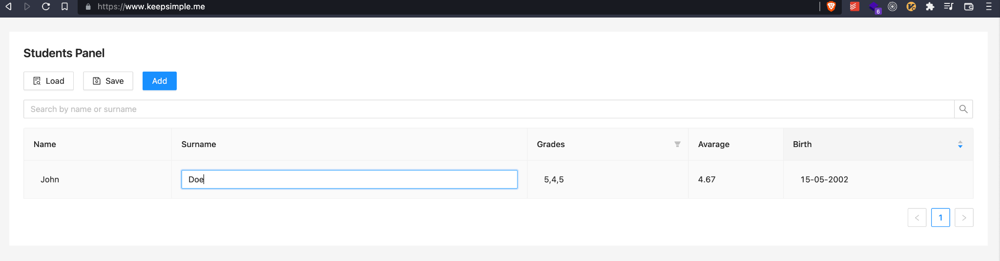 https://www.keepsimple.me
6
Students Panel
Load Save Add
Search by name or surname
Name Surname Grades Avarage Birth
John Doe 5,4,5 4.67 15-05-2002
< 1 >